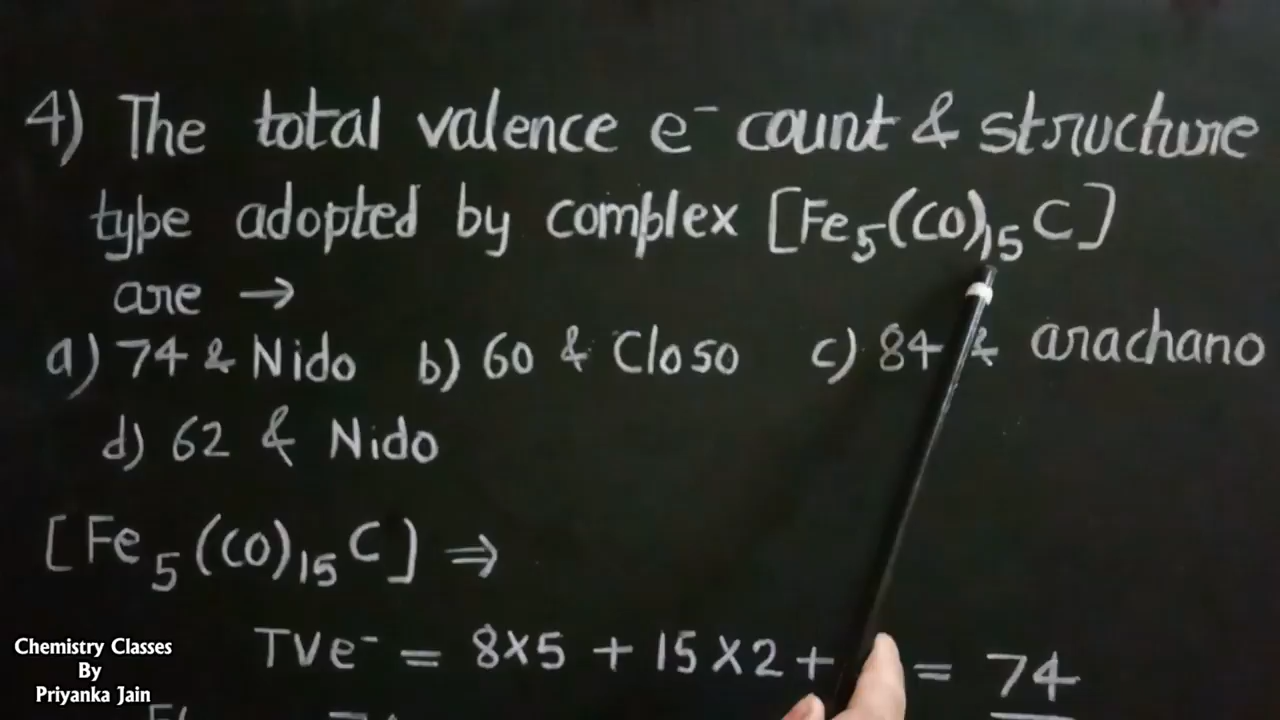 4) The total valence e⁻ count & structure
type adopted by complex [Fe₅(CO)₁₅C]
are →
a) 74 & Nido b) 60 & Closo c) 84 & arachano
d) 62 & Nido
[Fe₅(CO)₁₅C] ⇒
TVe⁻ = 8×5 + 15×2 + = 74
Chemistry Classes
By
Priyanka Jain